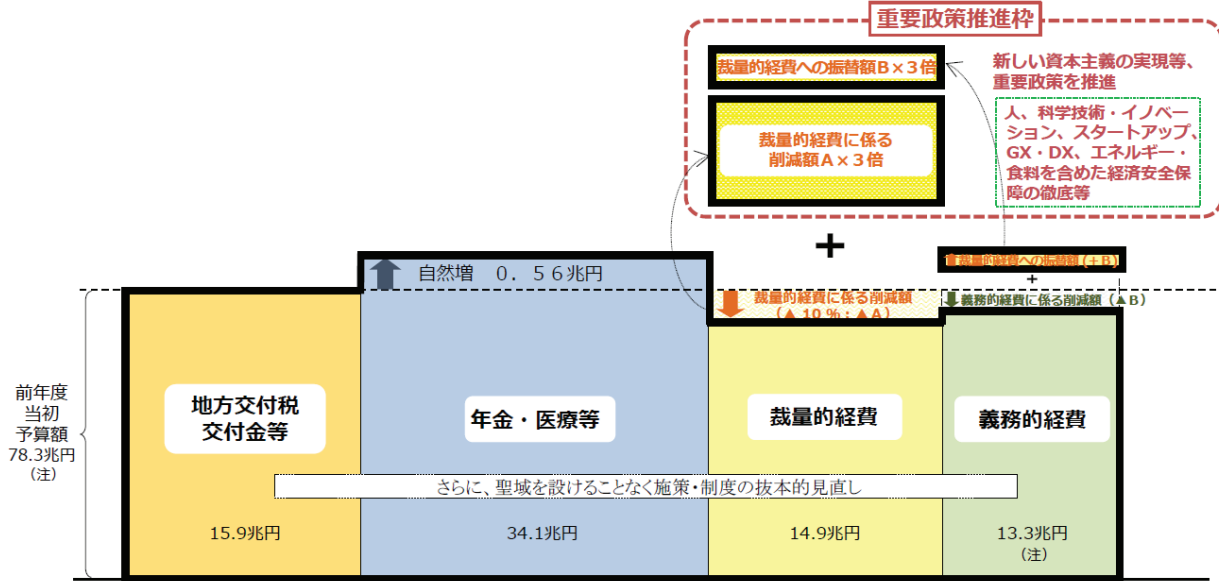 重要政策推進枠
裁量的経費への振替額B×3倍
新しい資本主義の実現等、
重要政策を推進
裁量的経費に係る
削減額A×3倍
人、科学技術・イノベー
ション、スタートアップ、
GX・DX、エネルギー・
食料を含めた経済安全保
障の徹底等
+
裁量的経費への振替額(+B)
+
自然増 0.56兆円
裁量的経費に係る削減額
(▲10%:▲A)
義務的経費に係る削減額(▲B)
前年度
当初
予算額
78.3兆円
(注)
地方交付税
交付金等
年金・医療等
裁量的経費
義務的経費
さらに、聖域を設けることなく施策・制度の抜本的見直し
15.9兆円
34.1兆円
14.9兆円
13.3兆円
(注)